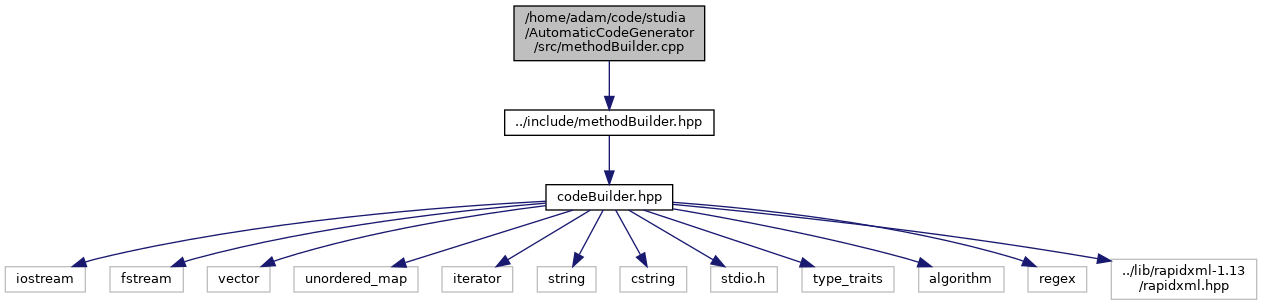 /home/adam/code/studia
/AutomaticCodeGenerator
/src/methodBuilder.cpp
../include/methodBuilder.hpp
codeBuilder.hpp
iostream
fstream
vector
unordered_map
iterator
string
cstring
stdio.h
type_traits
algorithm
regex
../lib/rapidxml-1.13
/rapidxml.hpp